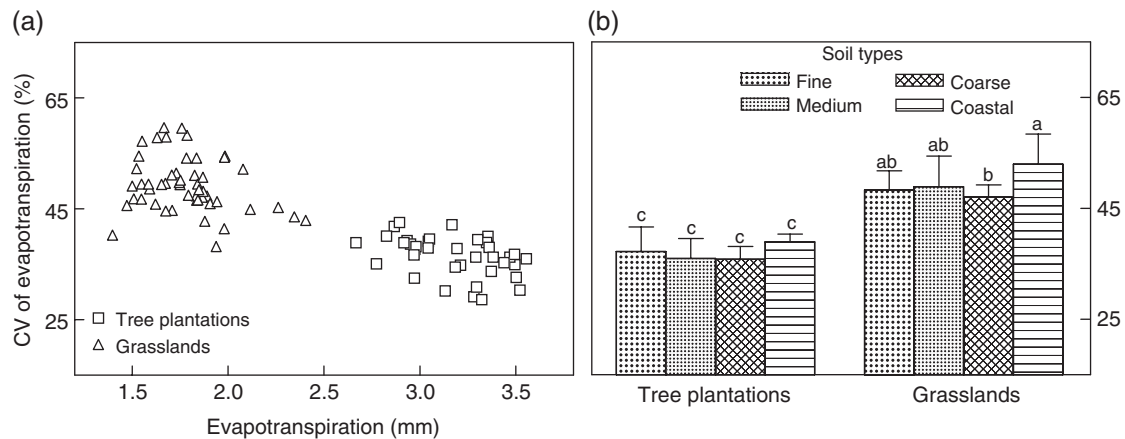 (a)
CV of evapotranspiration (%)
65
45
25
Tree plantations
Grasslands
1.5 2.0 2.5 3.0 3.5
Evapotranspiration (mm)
(b)
Soil types
Fine Coarse
Medium Coastal
c c c c
ab ab b a
65
45
25
Tree plantations Grasslands